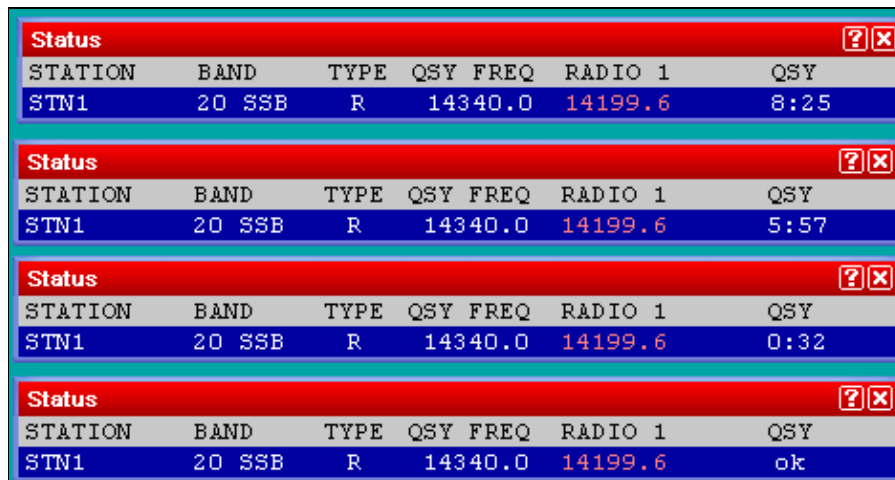 Status
STATION BAND TYPE QSY FREQ RADIO 1 QSY
STN1 20 SSB R 14340.0 14199.6 8:25
Status
STATION BAND TYPE QSY FREQ RADIO 1 QSY
STN1 20 SSB R 14340.0 14199.6 5:57
Status
STATION BAND TYPE QSY FREQ RADIO 1 QSY
STN1 20 SSB R 14340.0 14199.6 0:32
Status
STATION BAND TYPE QSY FREQ RADIO 1 QSY
STN1 20 SSB R 14340.0 14199.6 ok